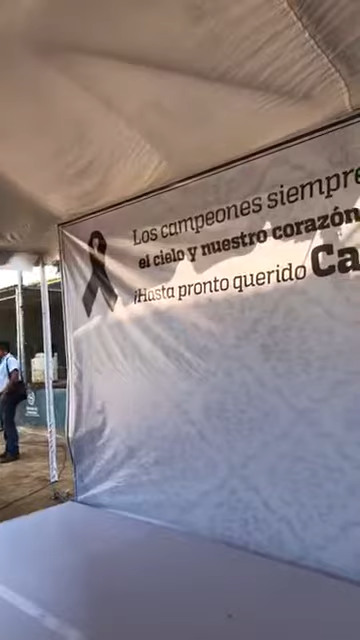 Los campeones siempre
el cielo y nuestro corazón
¡Hasta pronto querido Ca